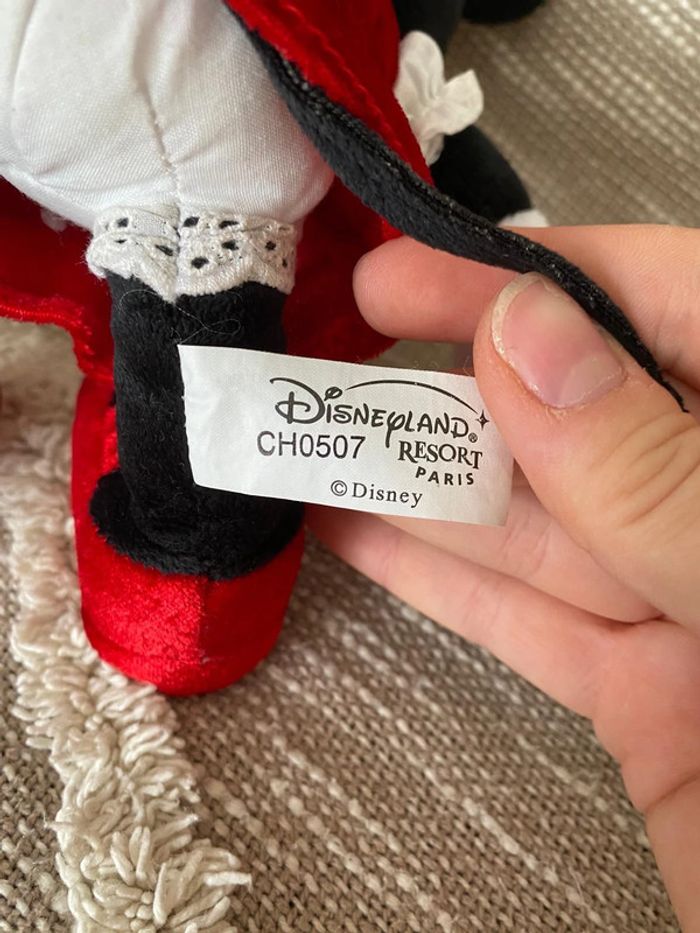 DISNEYLAND®
CH0507 RESORT
PARIS
© Disney